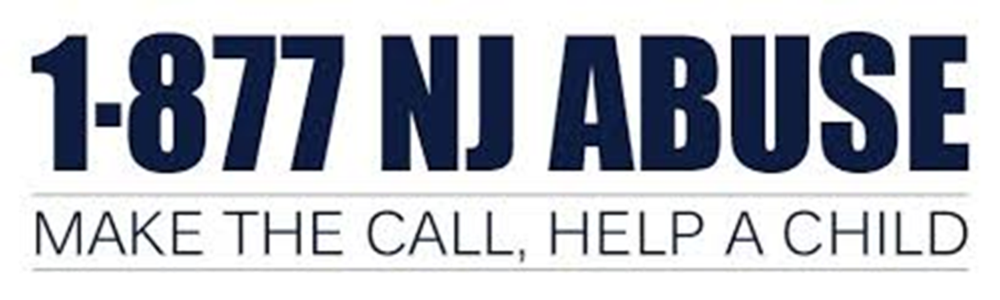 1-877 NJ ABUSE
MAKE THE CALL, HELP A CHILD